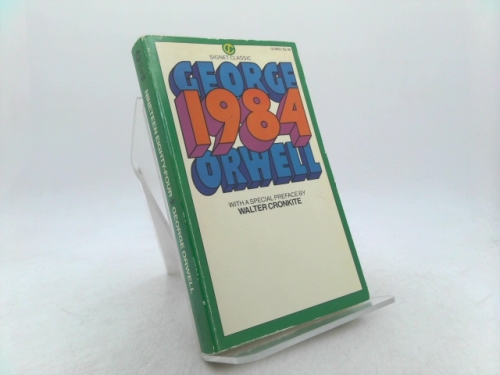 SIGNET CLASSIC
GEORGE
1984
ORWELL
WITH A SPECIAL PREFACE BY
WALTER CRONKITE
NINETEEN EIGHTY-FOUR GEORGE ORWELL